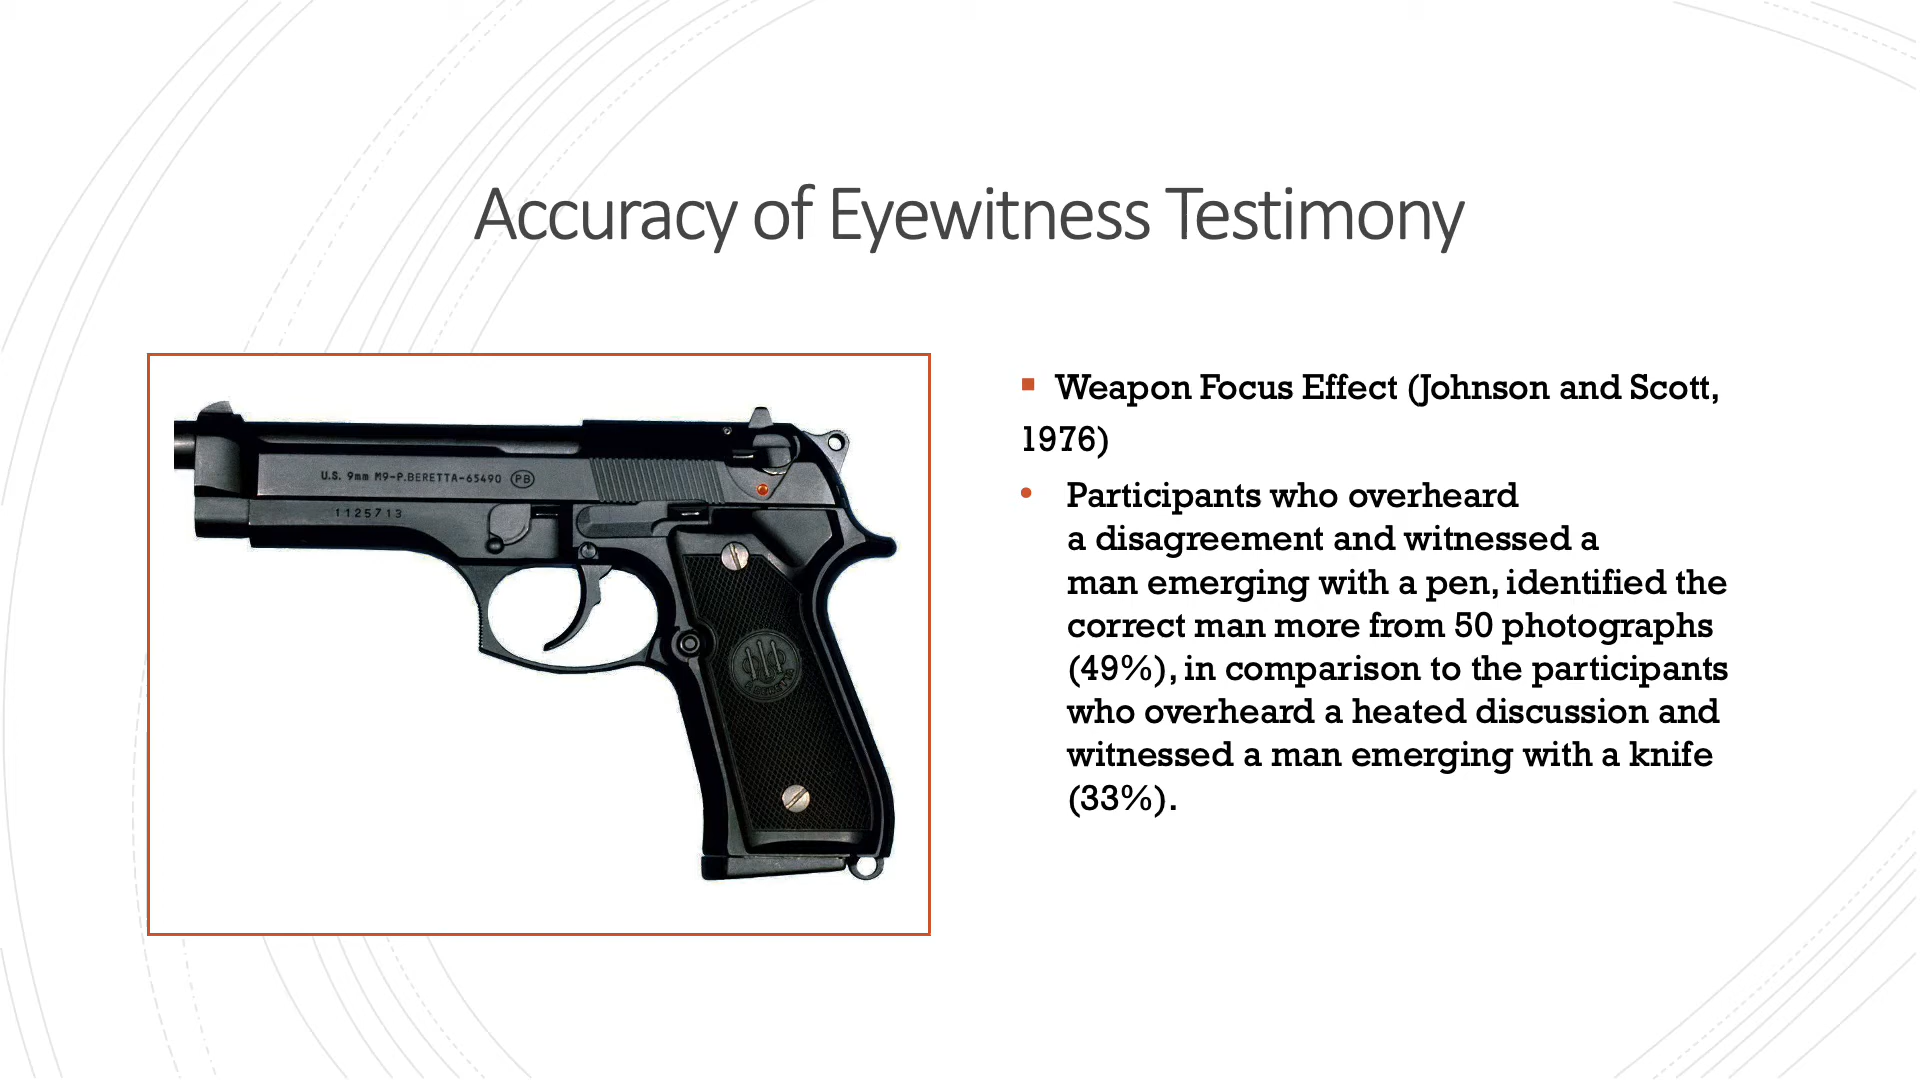 Accuracy of Eyewitness Testimony
U.S. 9mm M9-P.BERETTA-65490 PB
1125713
P. BERETTA
▪ Weapon Focus Effect (Johnson and Scott,
1976)
• Participants who overheard
a disagreement and witnessed a
man emerging with a pen, identified the
correct man more from 50 photographs
(49%), in comparison to the participants
who overheard a heated discussion and
witnessed a man emerging with a knife
(33%).